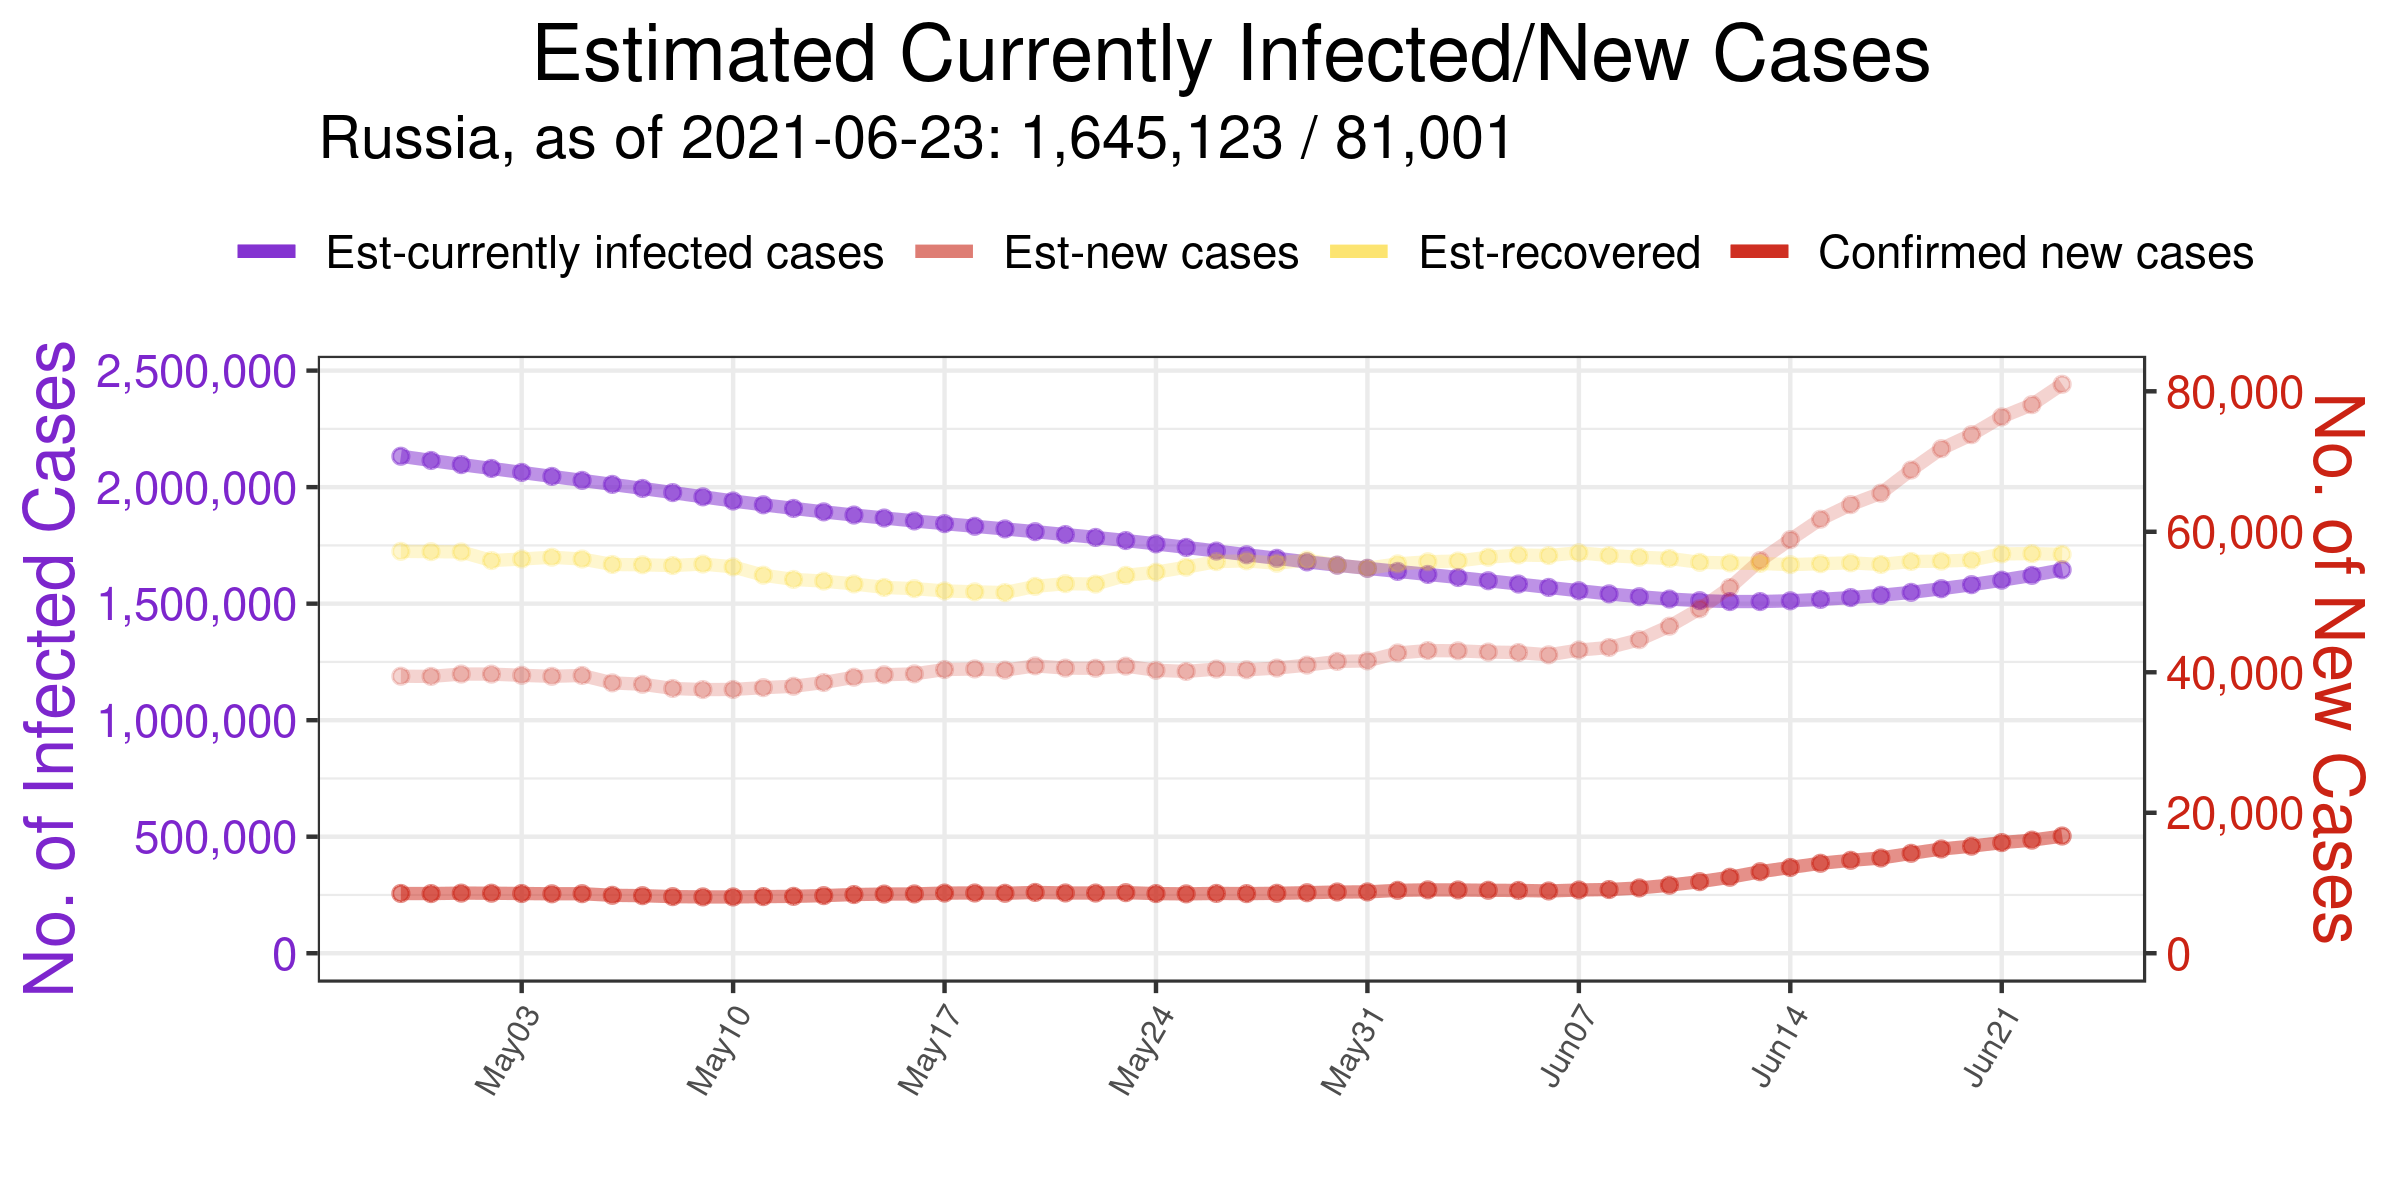 Estimated Currently Infected/New Cases
Russia, as of 2021-06-23: 1,645,123 / 81,001
Est-currently infected cases Est-new cases Est-recovered Confirmed new cases
No. of Infected Cases
2,500,000
2,000,000
1,500,000
1,000,000
500,000
0
80,000
60,000
40,000
20,000
0
No. of New Cases
May03 May10 May17 May24 May31 Jun07 Jun14 Jun21